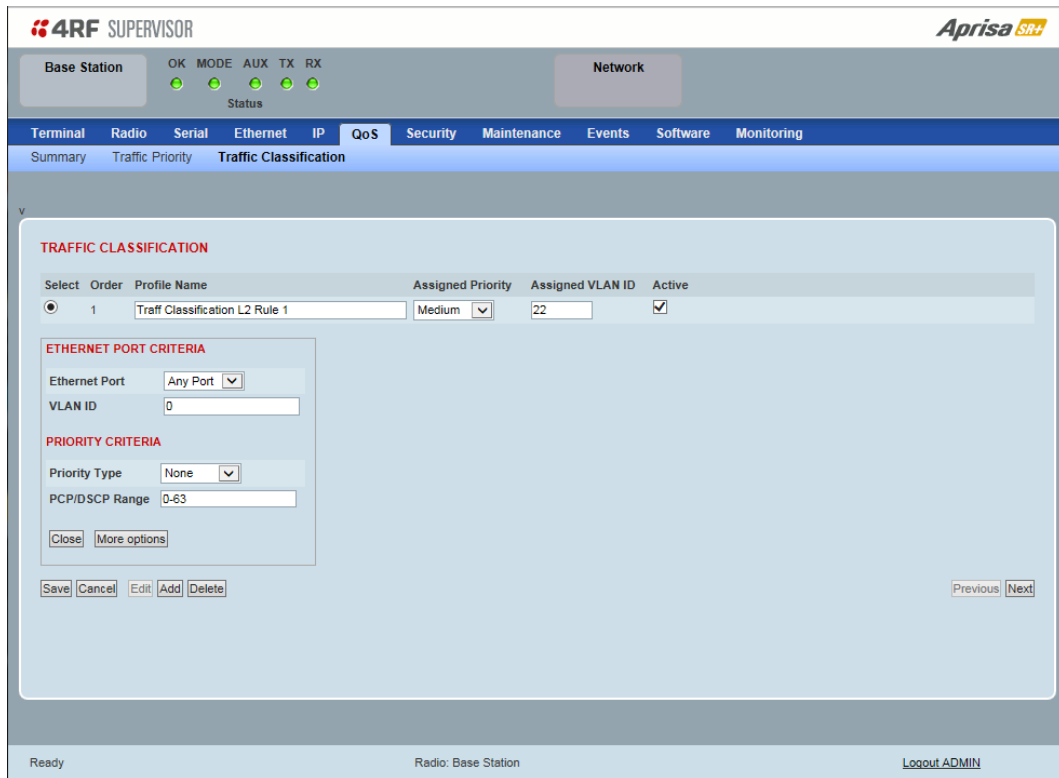 4RF SUPERVISOR
Aprisa SR+
Base Station
OK MODE AUX TX RX
Status
Network
Terminal Radio Serial Ethernet IP QoS Security Maintenance Events Software Monitoring
Summary Traffic Priority Traffic Classification
v
TRAFFIC CLASSIFICATION
Select Order Profile Name Assigned Priority Assigned VLAN ID Active
1 Traff Classification L2 Rule 1 Medium 22
ETHERNET PORT CRITERIA
Ethernet Port Any Port
VLAN ID 0
PRIORITY CRITERIA
Priority Type None
PCP/DSCP Range 0-63
Close More options
Save Cancel Edit Add Delete Previous Next
Ready Radio: Base Station Logout ADMIN